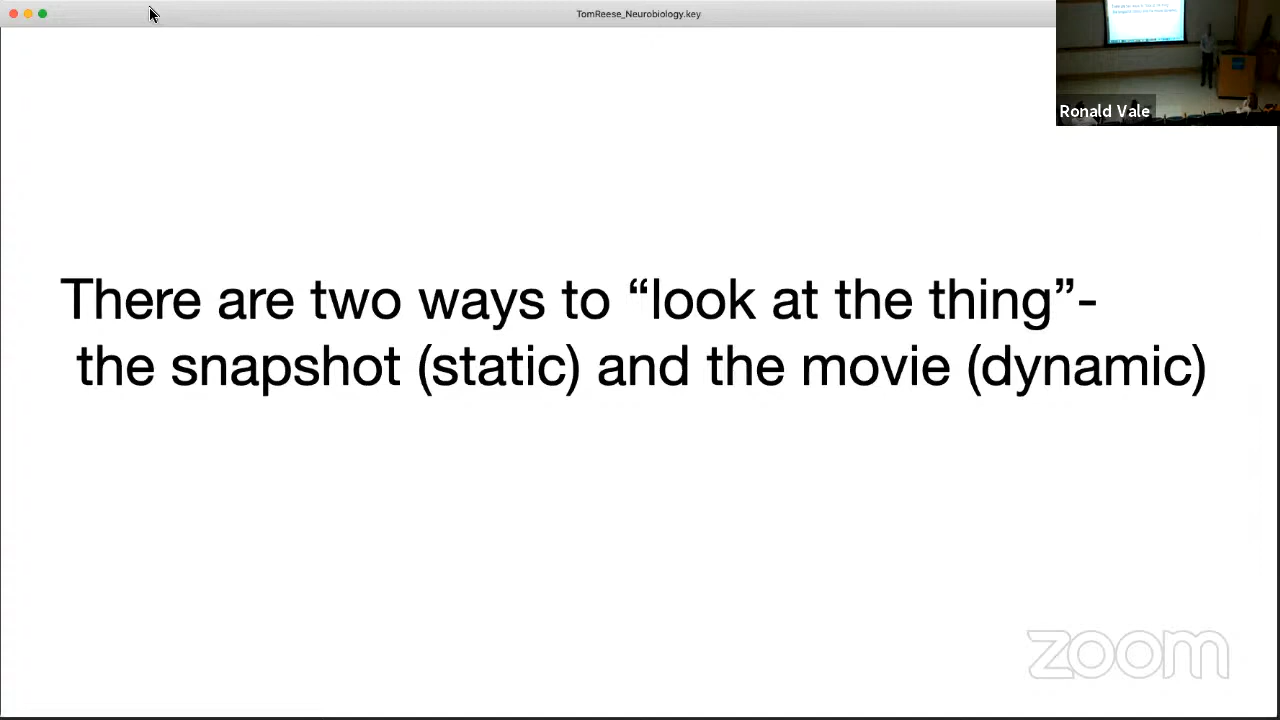 TomReese_Neurobiology.key
Ronald Vale
There are two ways to “look at the thing”-
the snapshot (static) and the movie (dynamic)
zoom